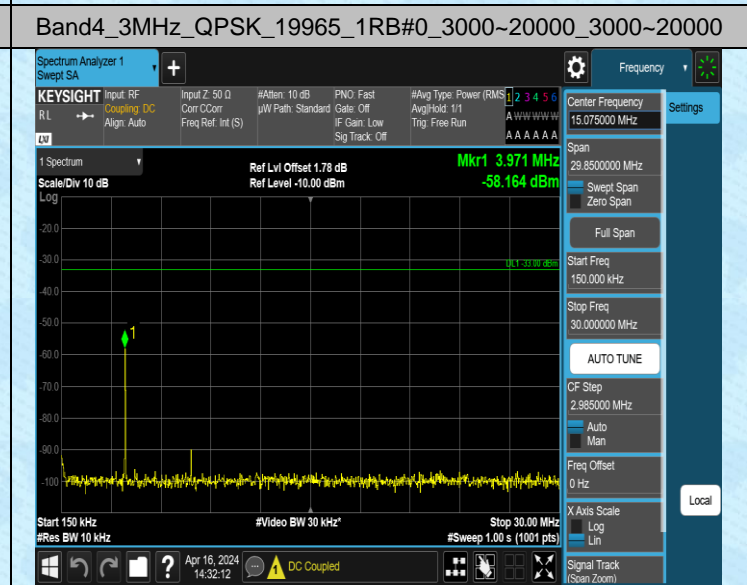 Band4_3MHz_QPSK_19965_1RB#0_3000~20000_3000~20000
Spectrum Analyzer 1
Swept SA
+
Frequency
KEYSIGHT
RL
LXI
Input: RF
Coupling: DC
Align: Auto
Input Z: 50 Ω
Corr CCorr
Freq Ref: Int (S)
#Atten: 10 dB
µW Path: Standard
PNO: Fast
Gate: Off
IF Gain: Low
Sig Track: Off
#Avg Type: Power (RMS
Avg|Hold: 1/1
Trig: Free Run
1 2 3 4 5 6
A W W W W W
A A A A A A
1 Spectrum
Scale/Div 10 dB
Ref Lvl Offset 1.78 dB
Ref Level -10.00 dBm
Mkr1 3.971 MHz
-58.164 dBm
Log
-20.0
-30.0
DL1 -33.00 dBm
-40.0
-50.0
1
-60.0
-70.0
-80.0
-90.0
-100
Start 150 kHz
#Res BW 10 kHz
#Video BW 30 kHz*
Stop 30.00 MHz
#Sweep 1.00 s (1001 pts)
Apr 16, 2024
14:32:12
DC Coupled
Center Frequency
15.075000 MHz
Settings
Span
29.8500000 MHz
Swept Span
Zero Span
Full Span
Start Freq
150.000 kHz
Stop Freq
30.000000 MHz
AUTO TUNE
CF Step
2.985000 MHz
Auto
Man
Freq Offset
0 Hz
X Axis Scale
Log
Lin
Local
Signal Track
(Span Zoom)